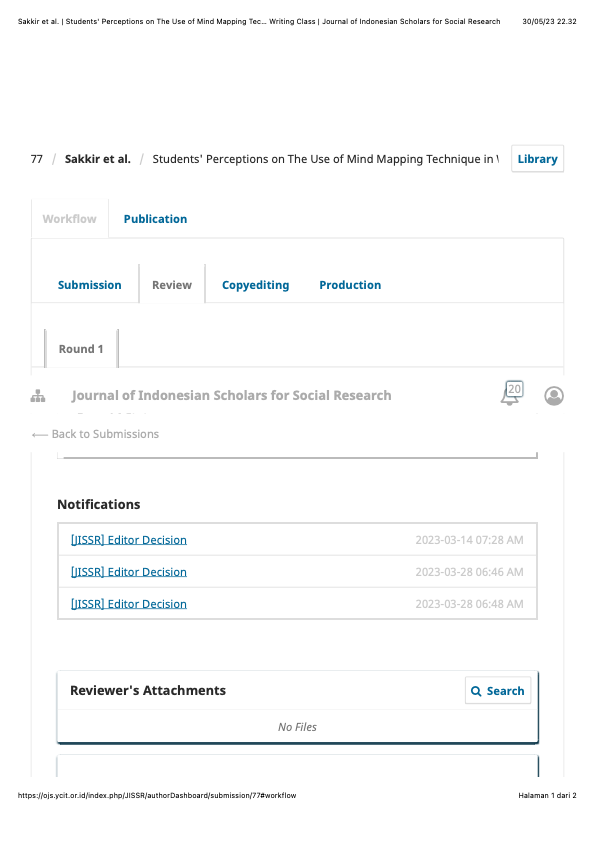 Sakkir et al. | Students' Perceptions on The Use of Mind Mapping Tec... Writing Class | Journal of Indonesian Scholars for Social Research 30/05/23 22.32
77 / Sakkir et al. / Students' Perceptions on The Use of Mind Mapping Technique in Library
Workflow Publication
Submission Review Copyediting Production
Round 1
Journal of Indonesian Scholars for Social Research 20
← Back to Submissions
Notifications
[JISSR] Editor Decision 2023-03-14 07:28 AM
[JISSR] Editor Decision 2023-03-28 06:46 AM
[JISSR] Editor Decision 2023-03-28 06:48 AM
Reviewer's Attachments Search
No Files
https://ojs.ycit.or.id/index.php/JISSR/authorDashboard/submission/77#workflow Halaman 1 dari 2